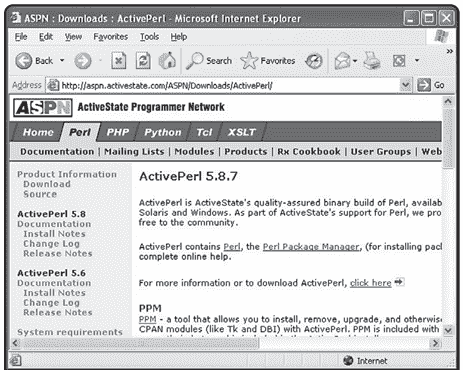 ASPN : Downloads : ActivePerl - Microsoft Internet Explorer
File Edit View Favorites Tools Help
Back Search Favorites
Address http://aspn.activestate.com/ASPN/Downloads/ActivePerl/ Go
ASPN ActiveState Programmer Network
Home Perl PHP Python Tcl XSLT
Documentation | Mailing Lists | Modules | Products | Rx Cookbook | User Groups | Web
Product Information
Download
Source
ActivePerl 5.8
Documentation
Install Notes
Change Log
Release Notes
ActivePerl 5.6
Documentation
Install Notes
Change Log
Release Notes
System requirements
ActivePerl 5.8.7
ActivePerl is ActiveState's quality-assured binary build of Perl, availab
Solaris and Windows. As part of ActiveState's support for Perl, we pro
free to the community.
ActivePerl contains Perl, the Perl Package Manager, (for installing pac
complete online help.
For more information or to download ActivePerl, click here
PPM
PPM - a tool that allows you to install, remove, upgrade, and otherwise
CPAN modules (like Tk and DBI) with ActivePerl. PPM is included with
Internet